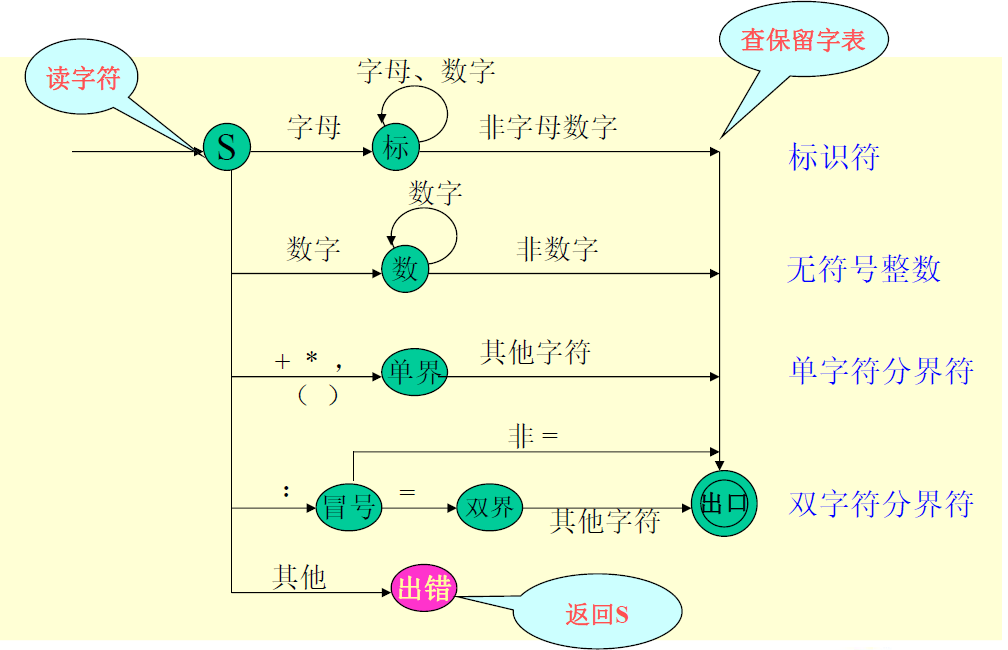 查保留字表
读字符
字母、数字
S
字母
标
非字母数字
标识符
数字
数字
数
非数字
无符号整数
+ * ，
（ ）
单界
其他字符
单字符分界符
非 =
：
冒号
=
双界
其他字符
出口
双字符分界符
其他
出错
返回S